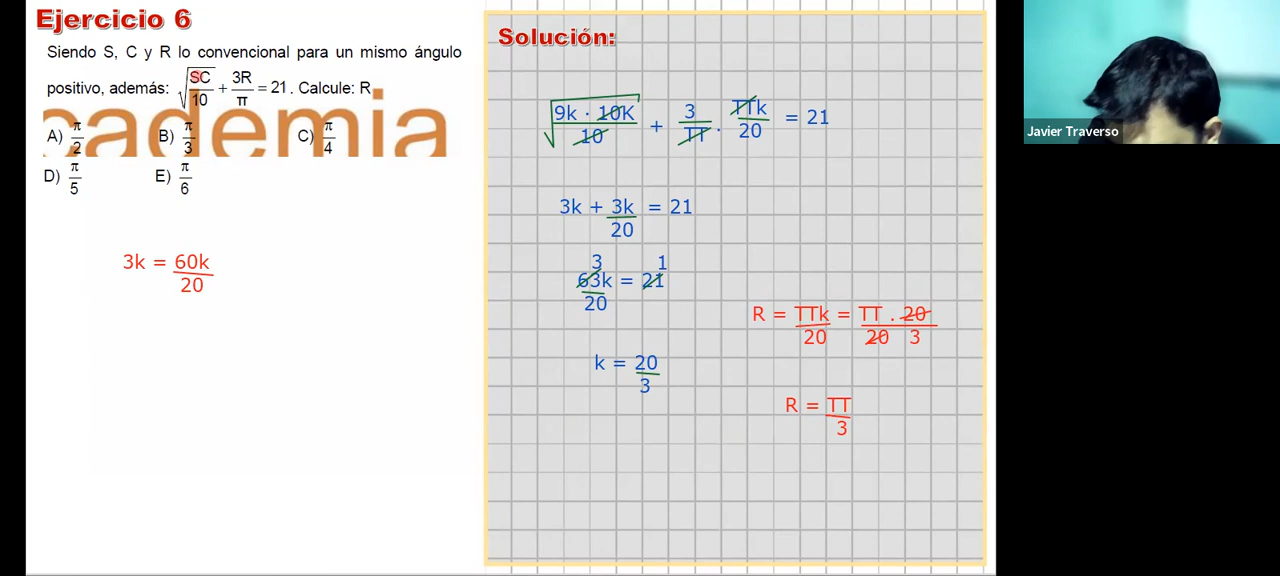 Ejercicio 6
Siendo S, C y R lo convencional para un mismo ángulo
positivo, además: √(SC/10) + 3R/π = 21. Calcule: R
cademia
A) π/2 B) π/3 C) π/4
D) π/5 E) π/6
3k = 60k/20
Solución:
√(9k · 10k/10) + 3/π · πk/20 = 21
3k + 3k/20 = 21
3 1
63k/20 = 21
k = 20/3
R = πk/20 = π . 20/20 3
R = π/3
Javier Traverso